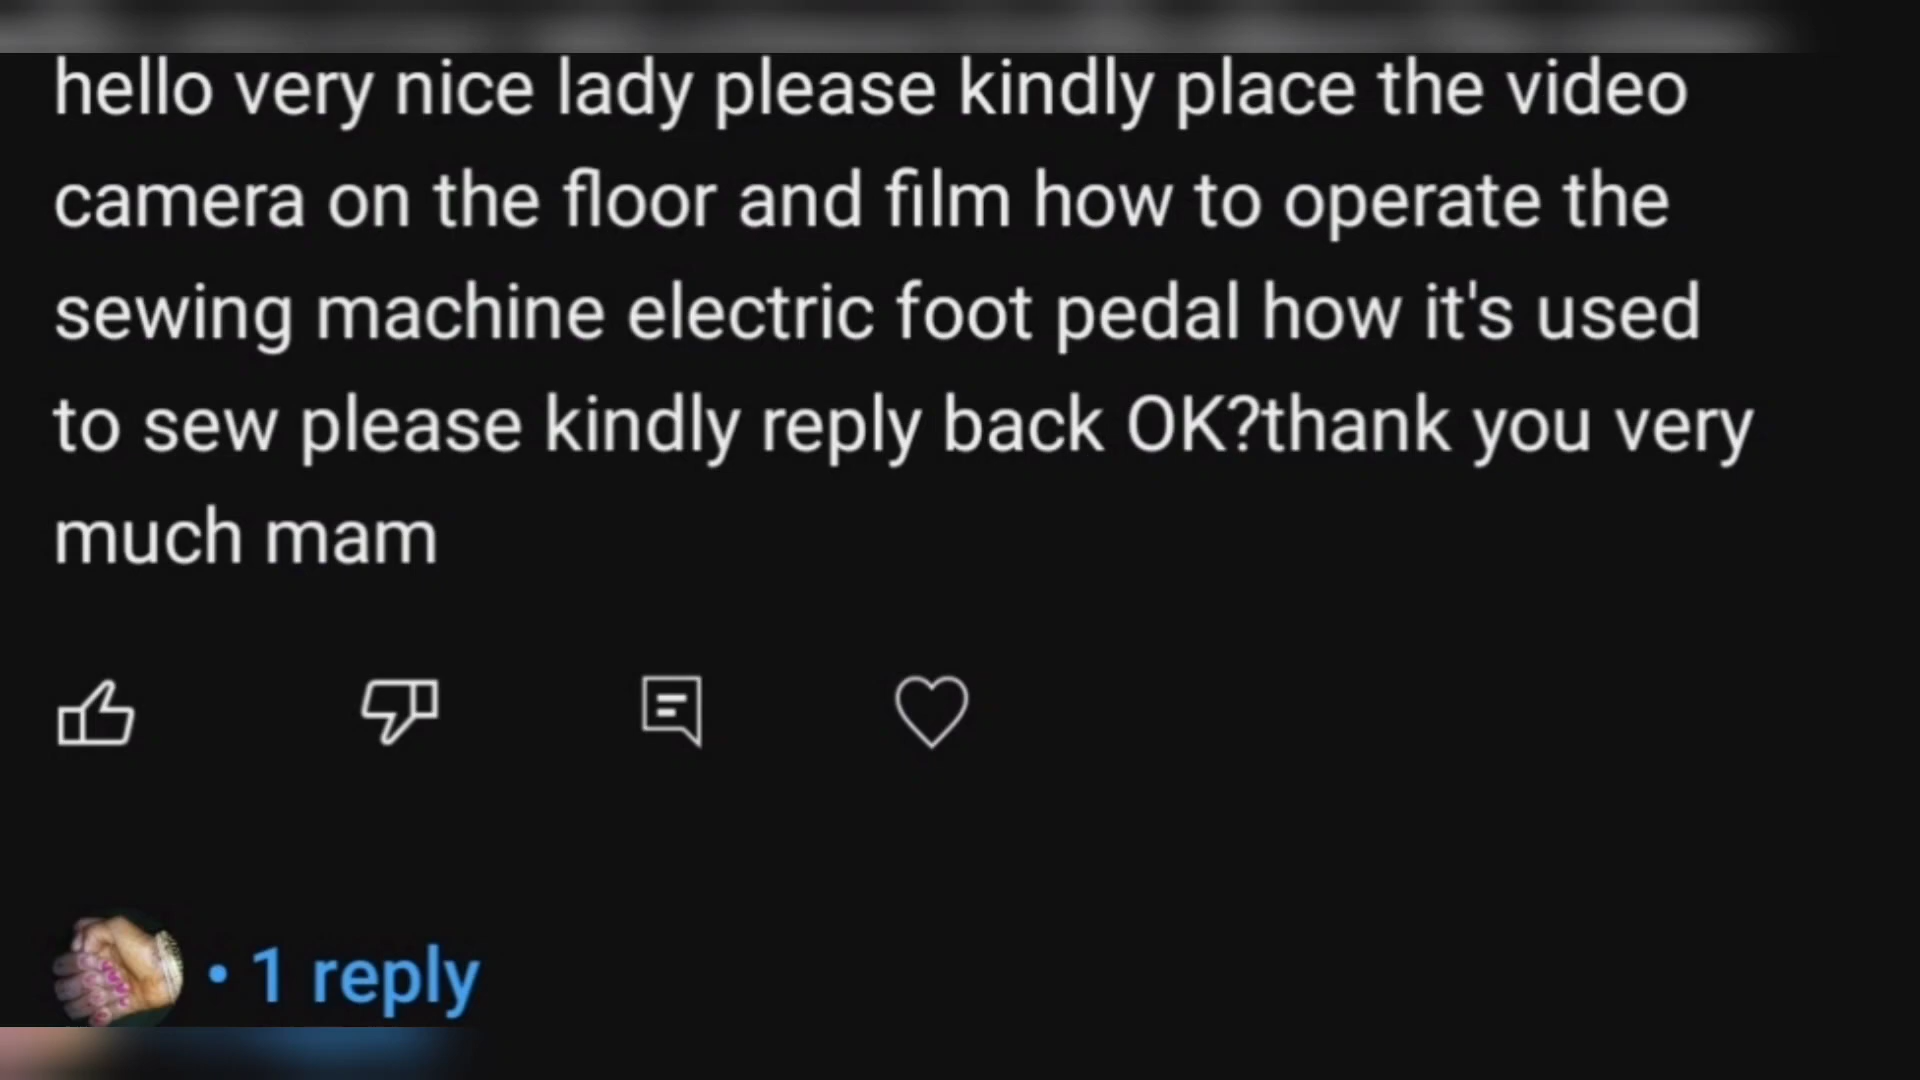 hello very nice lady please kindly place the video
camera on the floor and film how to operate the
sewing machine electric foot pedal how it's used
to sew please kindly reply back OK?thank you very
much mam
• 1 reply